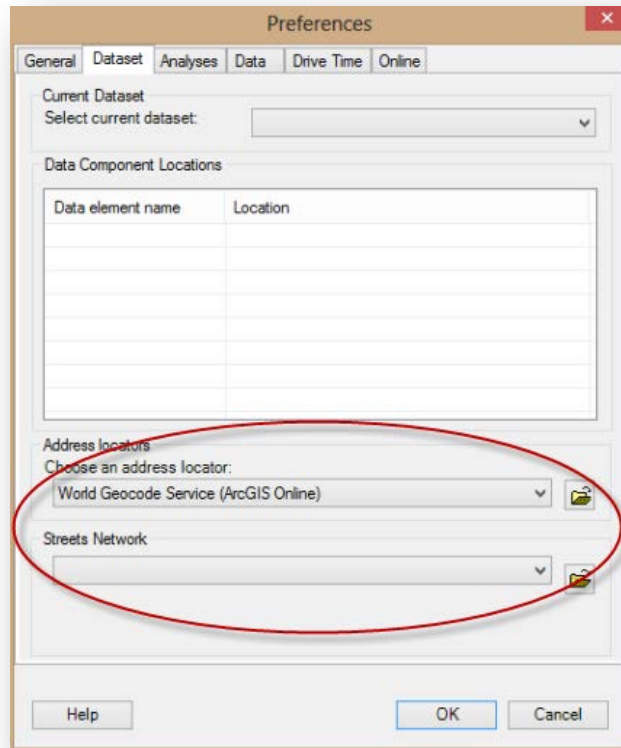 Preferences
General Dataset Analyses Data Drive Time Online
Current Dataset
Select current dataset:
Data Component Locations
Data element name Location
Address locators
Choose an address locator:
World Geocode Service (ArcGIS Online)
Streets Network
Help OK Cancel